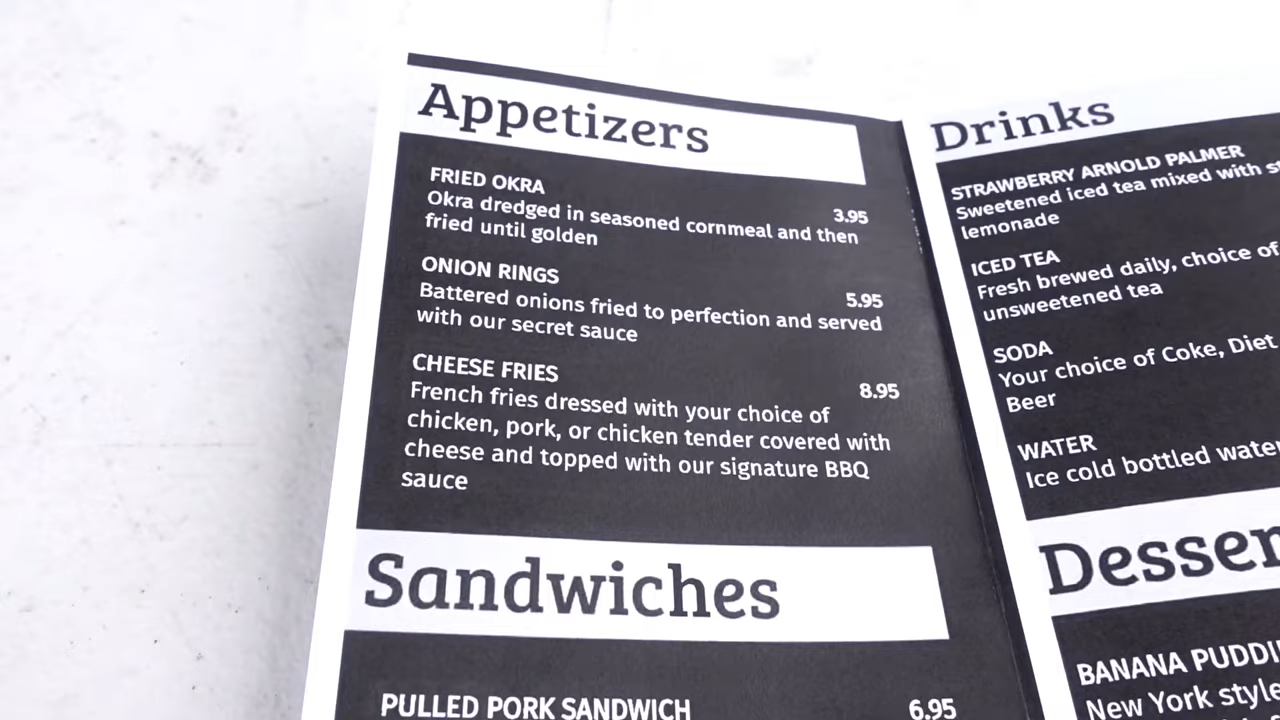 Appetizers
FRIED OKRA
3.95
Okra dredged in seasoned cornmeal and then
fried until golden
ONION RINGS
5.95
Battered onions fried to perfection and served
with our secret sauce
CHEESE FRIES
8.95
French fries dressed with your choice of
chicken, pork, or chicken tender covered with
cheese and topped with our signature BBQ
sauce
Sandwiches
PULLED PORK SANDWICH
6.95
Drinks
STRAWBERRY ARNOLD PALMER
Sweetened iced tea mixed with
lemonade
ICED TEA
Fresh brewed daily, choice of
unsweetened tea
SODA
Your choice of Coke, Diet
Beer
WATER
Ice cold bottled water
BANANA
New York style